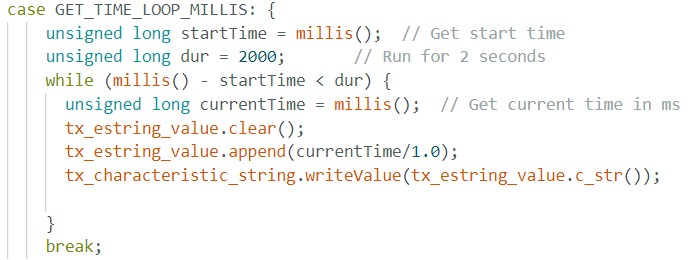 case GET_TIME_LOOP_MILLIS: {
unsigned long startTime = millis();  // Get start time
unsigned long dur = 2000;        // Run for 2 seconds
while (millis() - startTime < dur) {
unsigned long currentTime = millis();  // Get current time in ms
tx_estring_value.clear();
tx_estring_value.append(currentTime/1.0);
tx_characteristic_string.writeValue(tx_estring_value.c_str());
}
break;